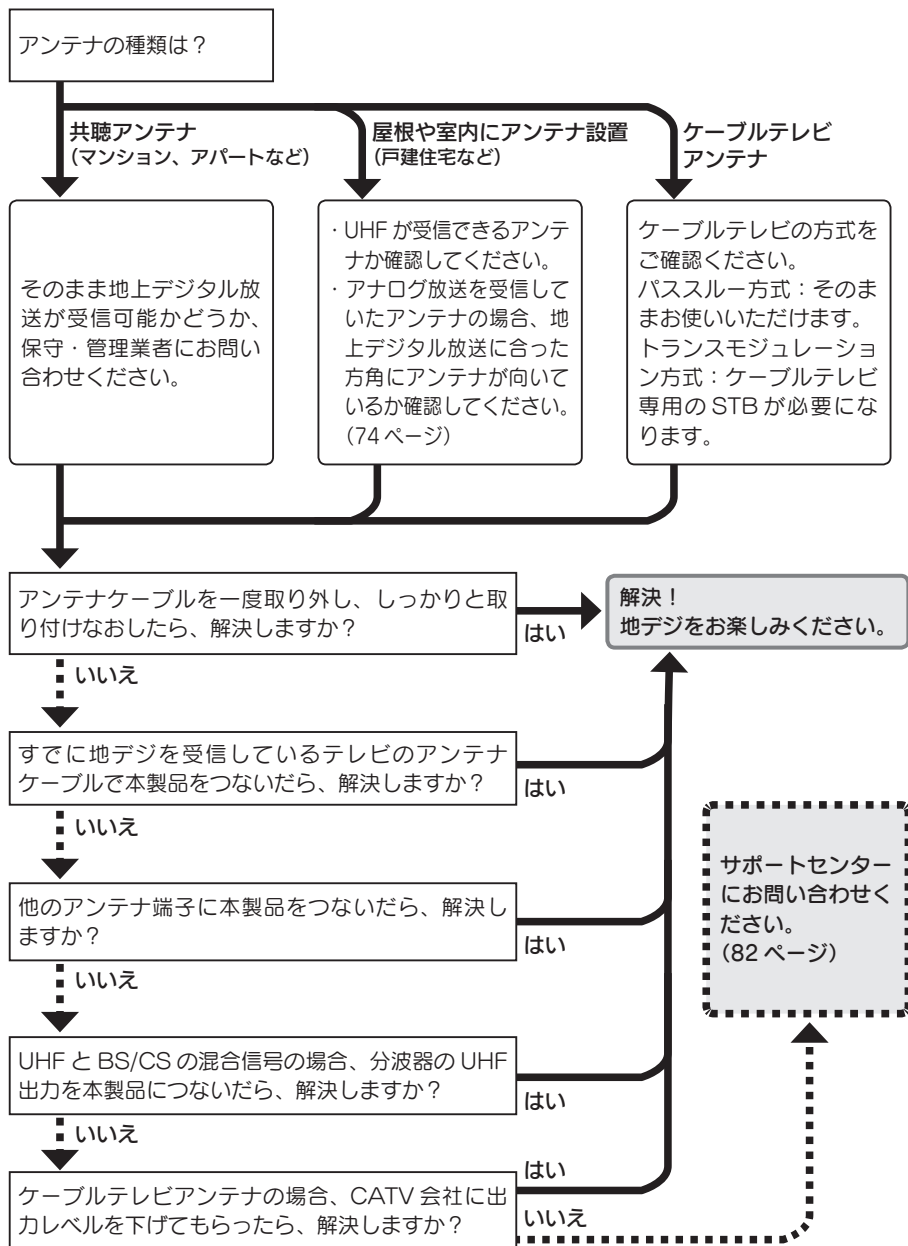 アンテナの種類は？
共聴アンテナ
（マンション、アパートなど）
屋根や室内にアンテナ設置
（戸建住宅など）
ケーブルテレビ
アンテナ
そのまま地上デジタル放
送が受信可能かどうか、
保守・管理業者にお問い
合わせください。
・UHF が受信できるアンテ
ナか確認してください。
・アナログ放送を受信して
いたアンテナの場合、地
上デジタル放送に合った
方角にアンテナが向いて
いるか確認してください。
（74 ページ）
ケーブルテレビの方式を
ご確認ください。
パススルー方式：そのま
まお使いいただけます。
トランスモジュレーショ
ン方式：ケーブルテレビ
専用の STB が必要にな
ります。
アンテナケーブルを一度取り外し、しっかりと取
り付けなおしたら、解決しますか？
はい
解決！
地デジをお楽しみください。
いいえ
すでに地デジを受信しているテレビのアンテナ
ケーブルで本製品をつないだら、解決しますか？
はい
いいえ
他のアンテナ端子に本製品をつないだら、解決し
ますか？
はい
サポートセンター
にお問い合わせく
ださい。
（82 ページ）
いいえ
UHF と BS/CS の混合信号の場合、分波器の UHF
出力を本製品につないだら、解決しますか？
はい
いいえ
ケーブルテレビアンテナの場合、CATV 会社に出
力レベルを下げてもらったら、解決しますか？
はい
いいえ